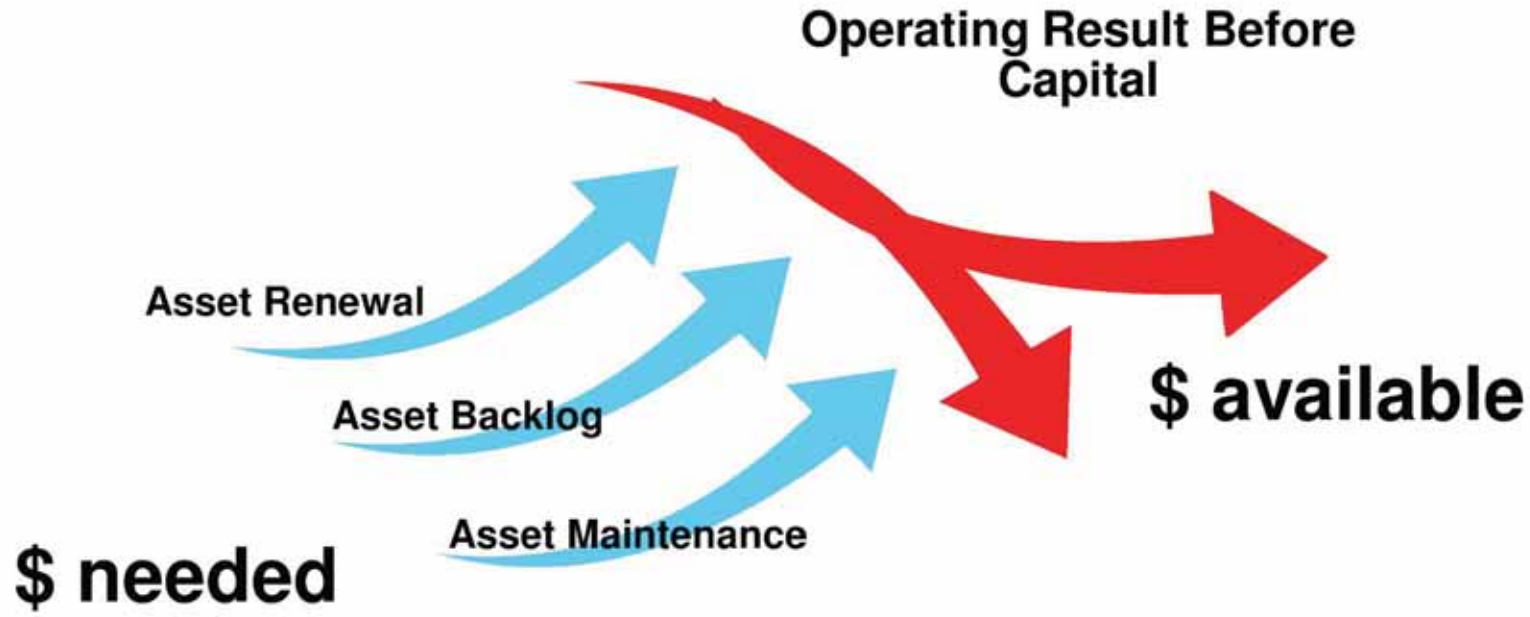 Operating Result Before
Capital
Asset Renewal
Asset Backlog
$ available
Asset Maintenance
$ needed